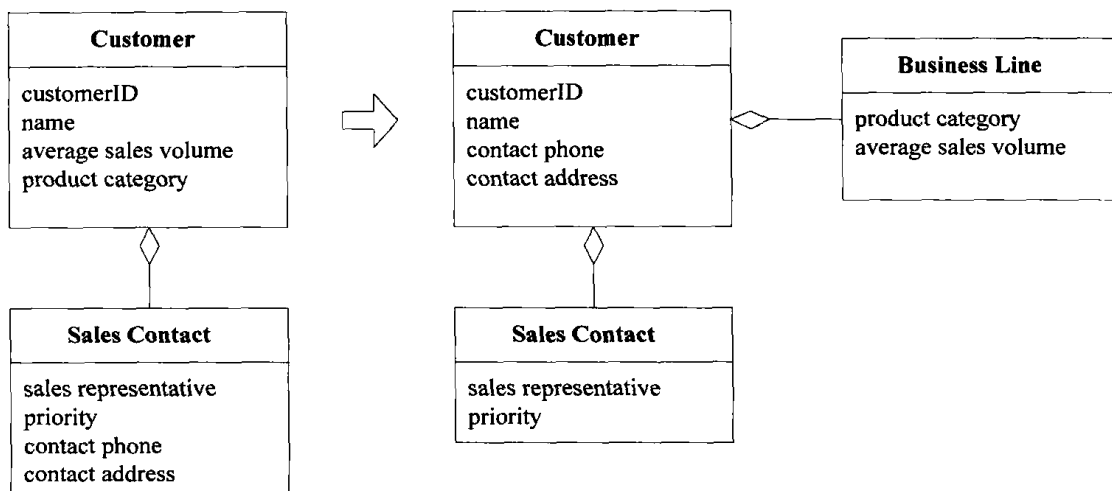 Customer
customerID
name
average sales volume
product category
Sales Contact
sales representative
priority
contact phone
contact address
Customer
customerID
name
contact phone
contact address
Sales Contact
sales representative
priority
Business Line
product category
average sales volume